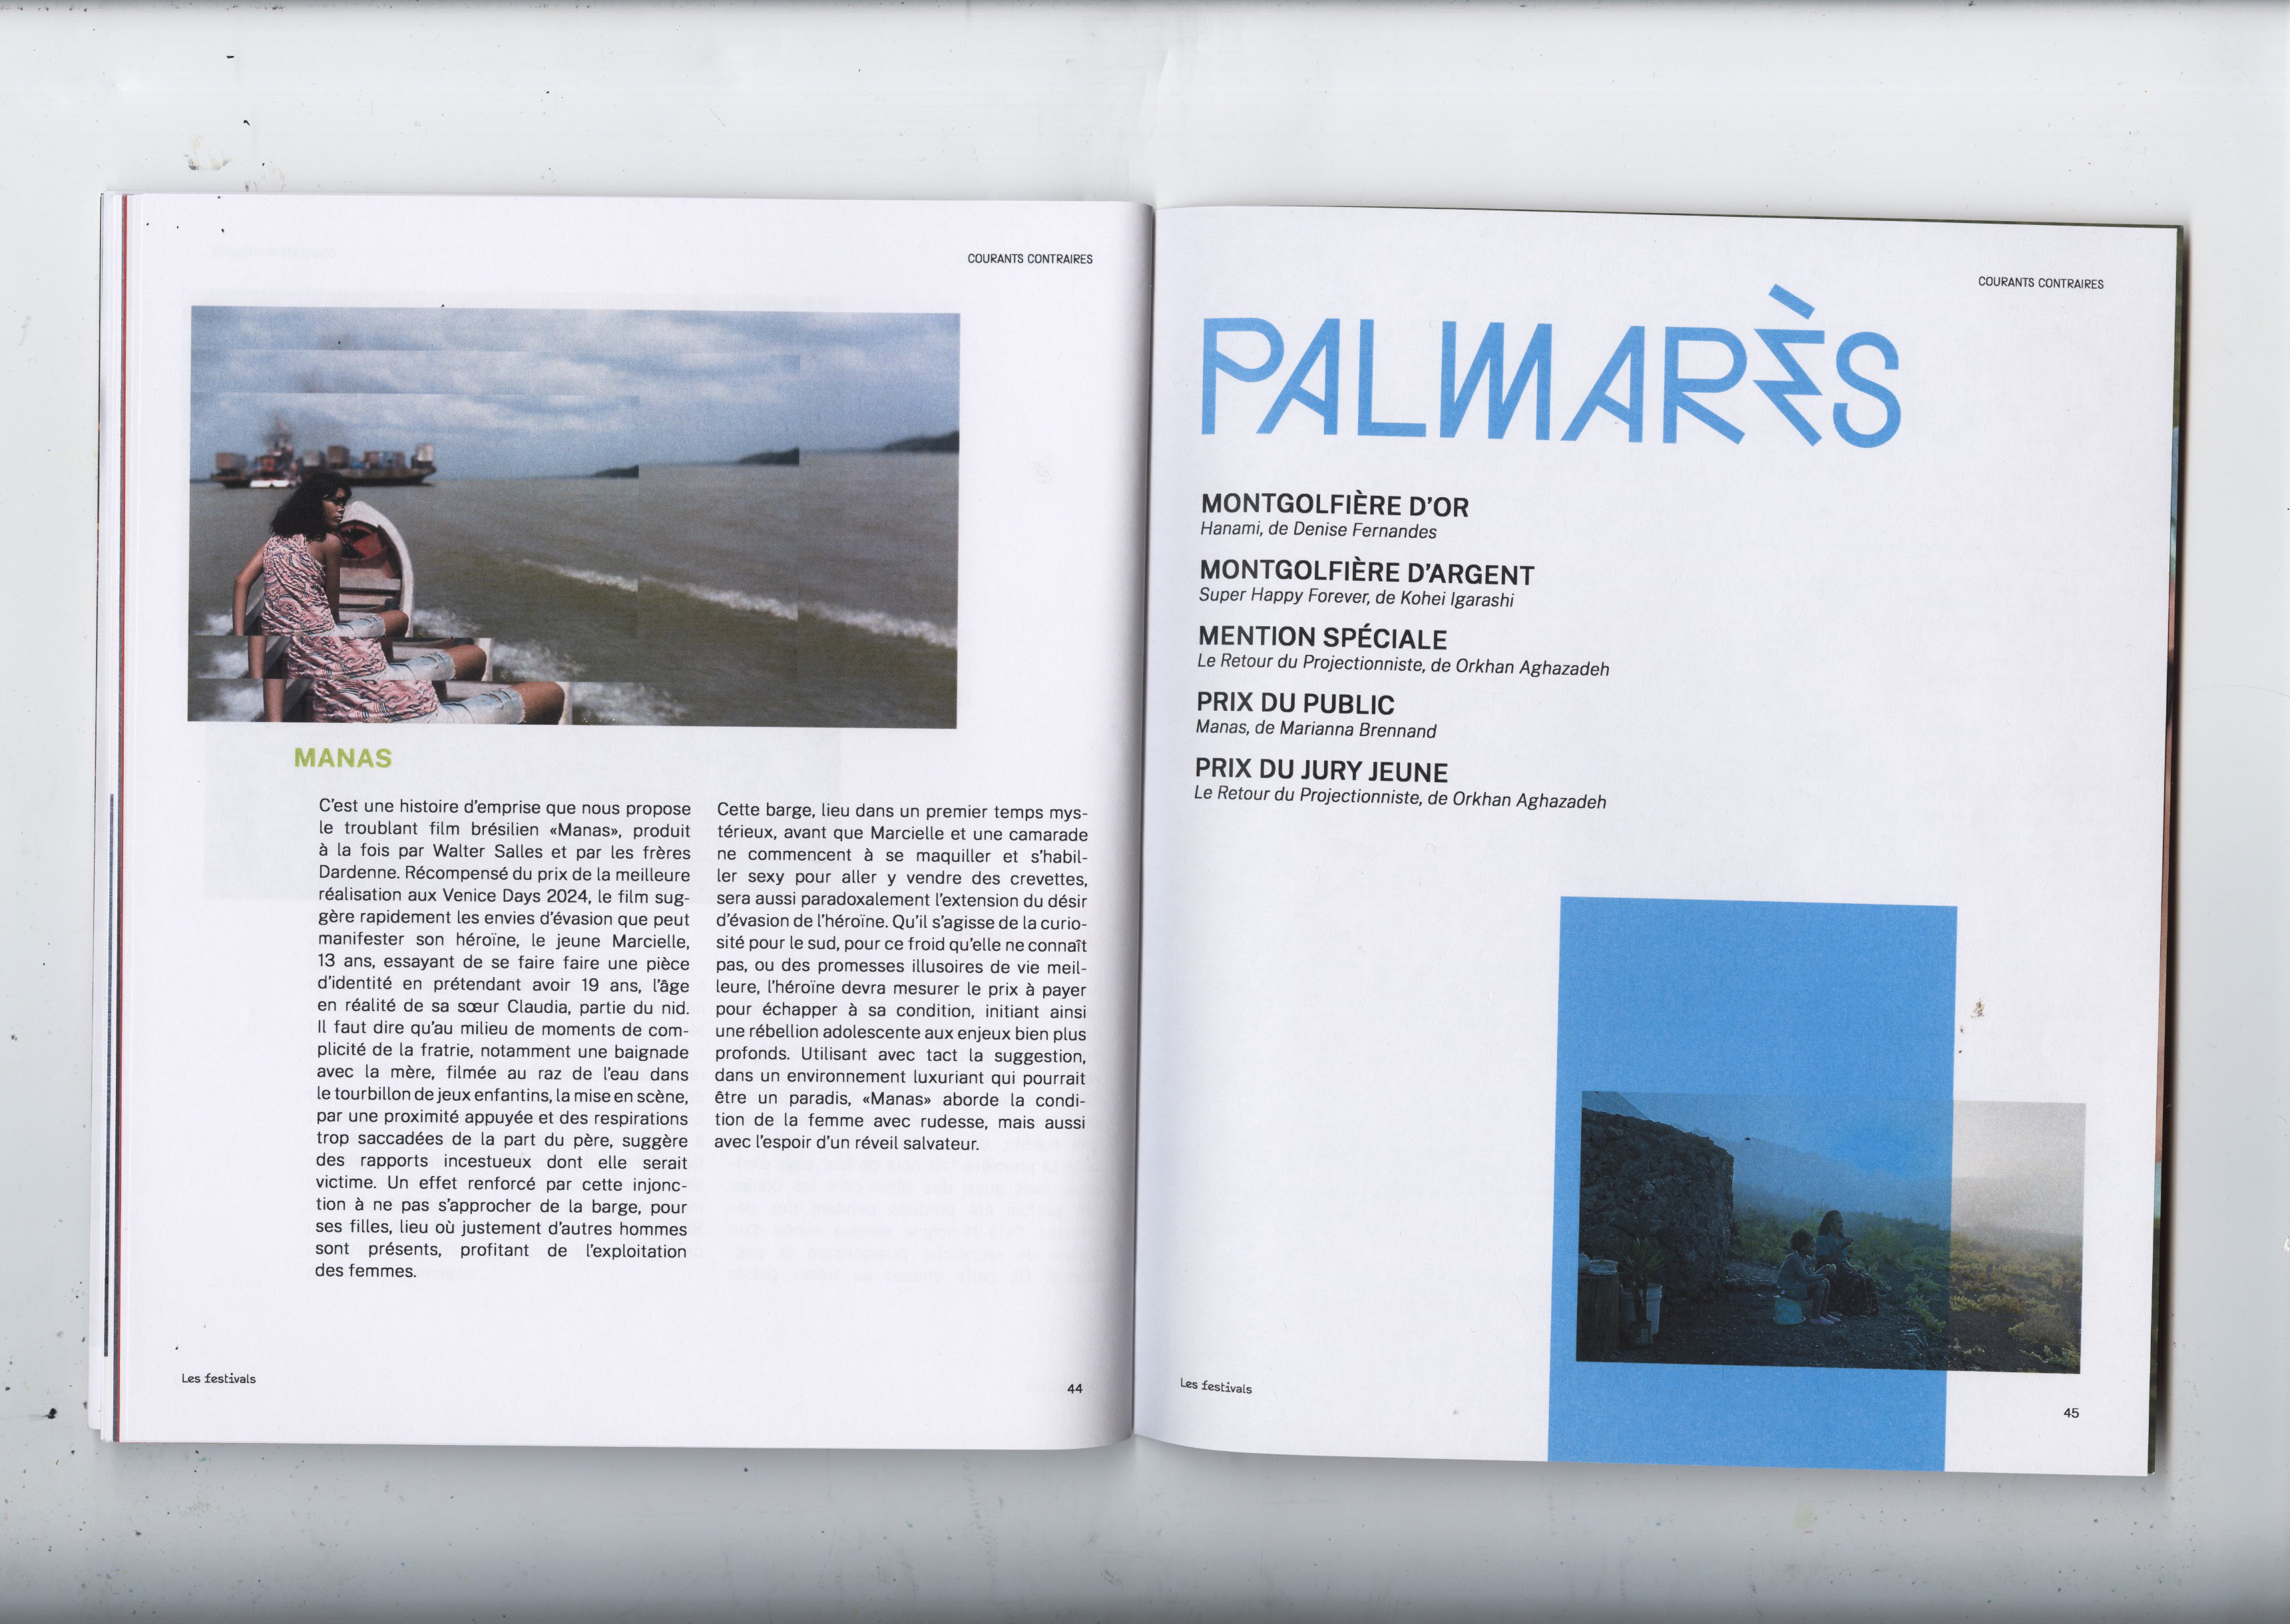 COURANTS CONTRAIRES
MANAS
C'est une histoire d'emprise que nous propose
le troublant film brésilien «Manas», produit
à la fois par Walter Salles et par les frères
Dardenne. Récompensé du prix de la meilleure
réalisation aux Venice Days 2024, le film sug-
gère rapidement les envies d'évasion que peut
manifester son héroïne, le jeune Marcielle,
13 ans, essayant de se faire faire une pièce
d'identité en prétendant avoir 19 ans, l'âge
en réalité de sa sœur Claudia, partie du nid.
Il faut dire qu'au milieu de moments de com-
plicité de la fratrie, notamment une baignade
avec la mère, filmée au raz de l'eau dans
le tourbillon de jeux enfantins, la mise en scène,
par une proximité appuyée et des respirations
trop saccadées de la part du père, suggère
des rapports incestueux dont elle serait
victime. Un effet renforcé par cette injonc-
tion à ne pas s'approcher de la barge, pour
ses filles, lieu où justement d'autres hommes
sont présents, profitant de l'exploitation
des femmes.
Cette barge, lieu dans un premier temps mys-
térieux, avant que Marcielle et une camarade
ne commencent à se maquiller et s'habil-
ler sexy pour aller y vendre des crevettes,
sera aussi paradoxalement l'extension du désir
d'évasion de l'héroïne. Qu'il s'agisse de la curio-
sité pour le sud, pour ce froid qu'elle ne connaît
pas, ou des promesses illusoires de vie meil-
leure, l'héroïne devra mesurer le prix à payer
pour échapper à sa condition, initiant ainsi
une rébellion adolescente aux enjeux bien plus
profonds. Utilisant avec tact la suggestion,
dans un environnement luxuriant qui pourrait
être un paradis, «Manas» aborde la condi-
tion de la femme avec rudesse, mais aussi
avec l'espoir d'un réveil salvateur.
Les festivals
44
COURANTS CONTRAIRES
PALMARÈS
MONTGOLFIÈRE D'OR
Hanami, de Denise Fernandes
MONTGOLFIÈRE D'ARGENT
Super Happy Forever, de Kohei Igarashi
MENTION SPÉCIALE
Le Retour du Projectionniste, de Orkhan Aghazadeh
PRIX DU PUBLIC
Manas, de Marianna Brennand
PRIX DU JURY JEUNE
Le Retour du Projectionniste, de Orkhan Aghazadeh
Les festivals
45